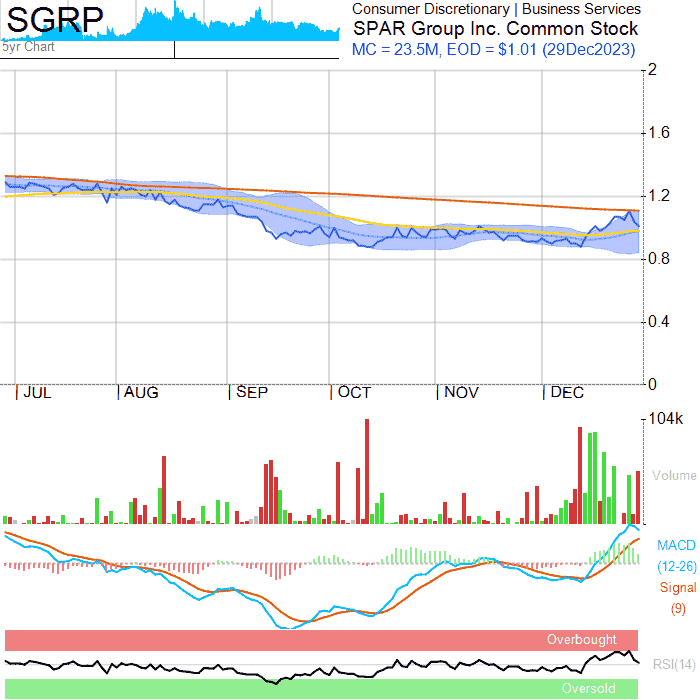 SGRP
5yr Chart
Consumer Discretionary | Business Services
SPAR Group Inc. Common Stock
MC = 23.5M, EOD = $1.01 (29Dec2023)
2
1.6
1.2
0.8
0.4
0
JUL
AUG
SEP
OCT
NOV
DEC
104k
Volume
MACD
(12-26)
Signal
(9)
Overbought
RSI(14)
Oversold